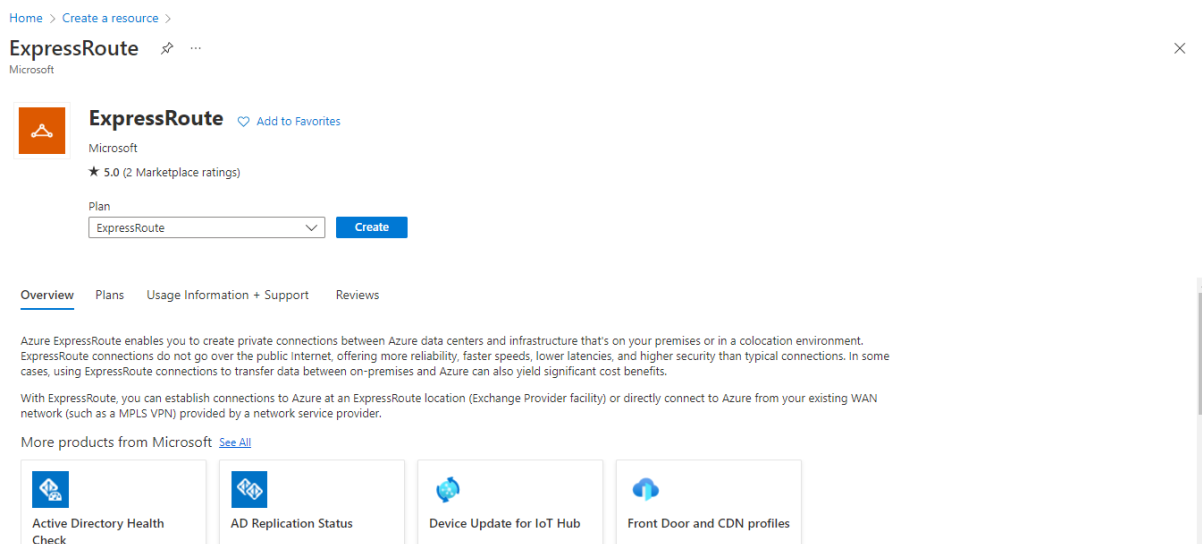 Home > Create a resource >
ExpressRoute ...
Microsoft
ExpressRoute Add to Favorites
Microsoft
★ 5.0 (2 Marketplace ratings)
Plan
ExpressRoute Create
Overview Plans Usage Information + Support Reviews
Azure ExpressRoute enables you to create private connections between Azure data centers and infrastructure that's on your premises or in a colocation environment.
ExpressRoute connections do not go over the public Internet, offering more reliability, faster speeds, lower latencies, and higher security than typical connections. In some
cases, using ExpressRoute connections to transfer data between on-premises and Azure can also yield significant cost benefits.
With ExpressRoute, you can establish connections to Azure at an ExpressRoute location (Exchange Provider facility) or directly connect to Azure from your existing WAN
network (such as a MPLS VPN) provided by a network service provider.
More products from Microsoft See All
Active Directory Health
Check
AD Replication Status
Device Update for IoT Hub
Front Door and CDN profiles